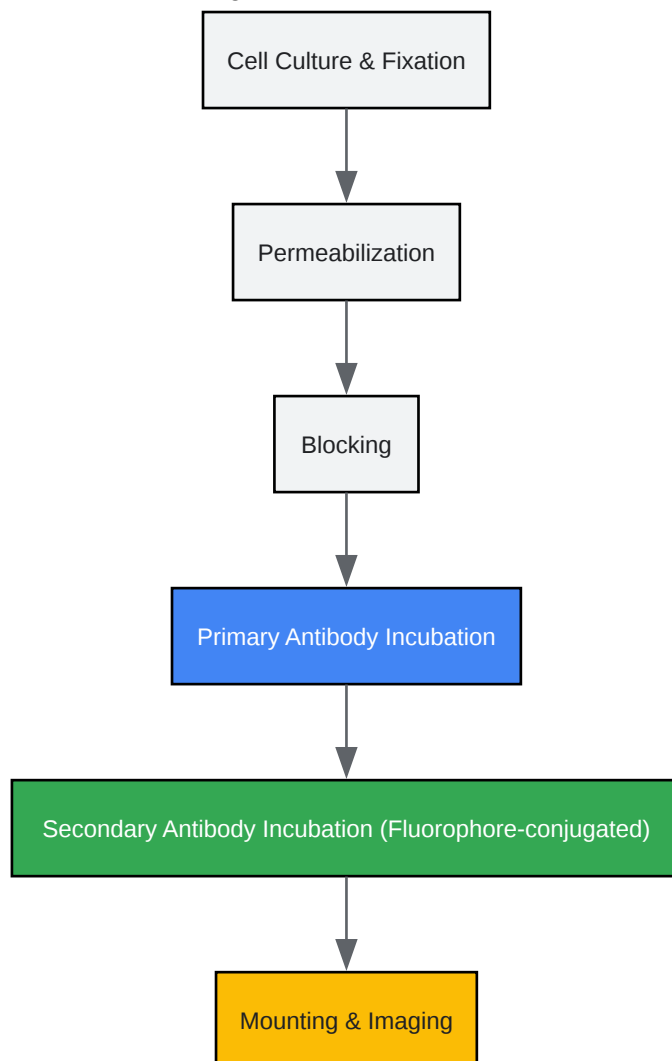 Cell Culture & Fixation
Permeabilization
Blocking
Primary Antibody Incubation
Secondary Antibody Incubation (Fluorophore-conjugated)
Mounting & Imaging